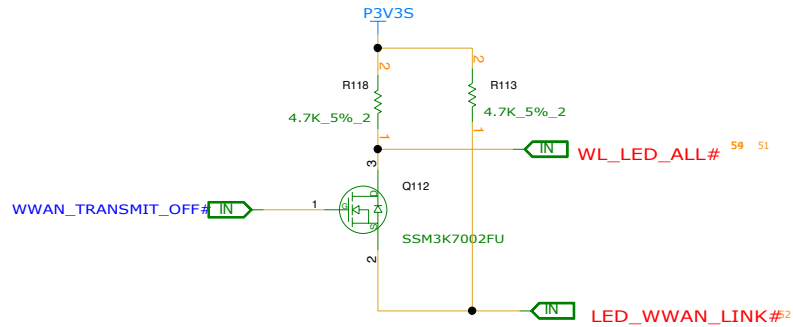 P3V3S
2
2
R118
R113
4.7K_5%_2
4.7K_5%_2
1
1
IN
WL_LED_ALL#
51
3
Q112
D
WWAN_TRANSMIT_OFF#
IN
1
G
S
SSM3K7002FU
2
IN
LED_WWAN_LINK#
52